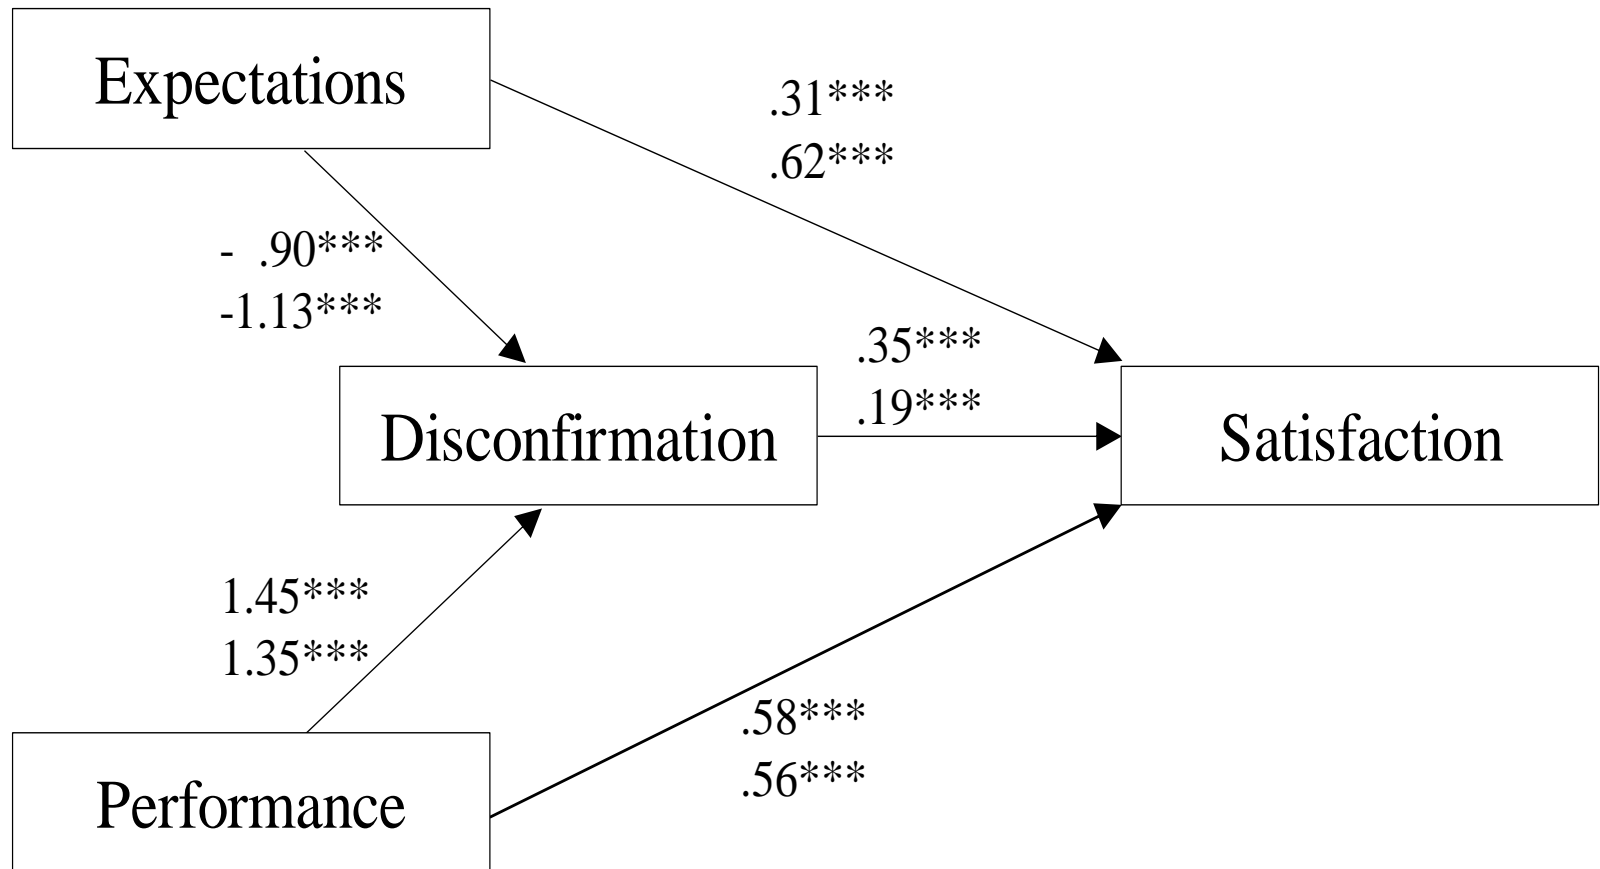 Expectations
.31***
.62***
- .90***
-1.13***
.35***
.19***
Disconfirmation
Satisfaction
1.45***
1.35***
.58***
.56***
Performance